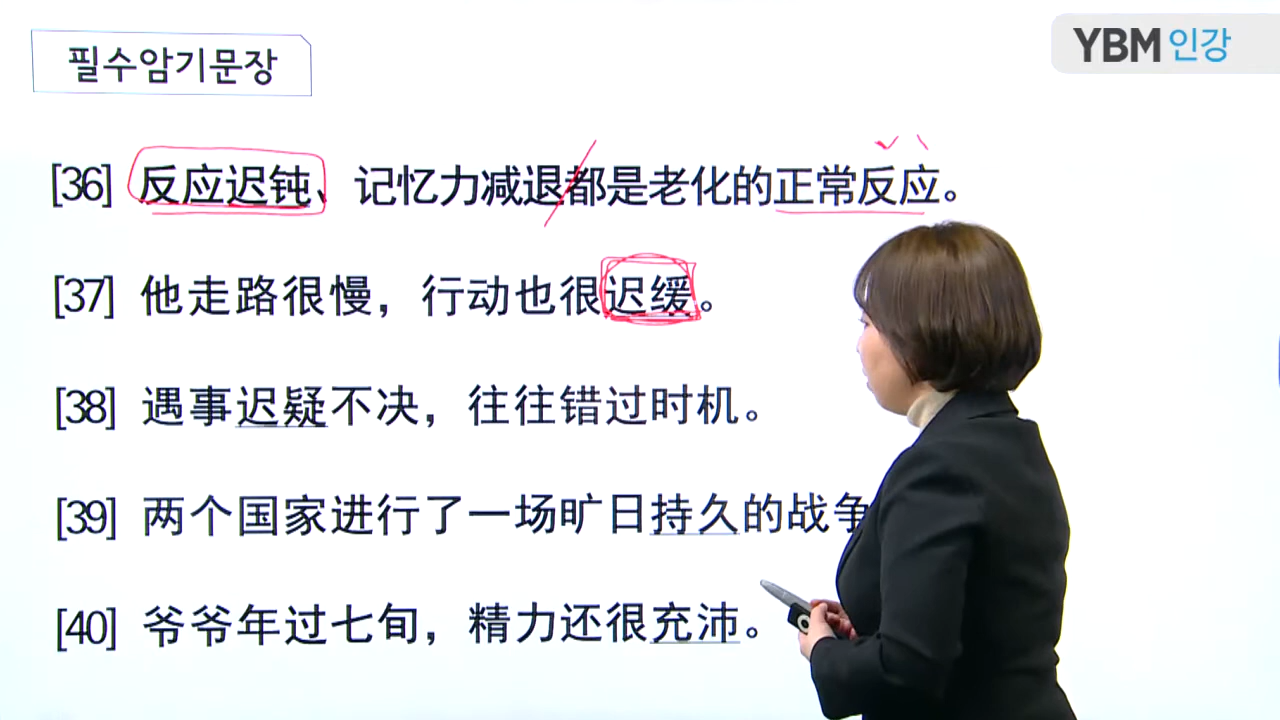 필수암기문장
YBM 인강
[36] 反应迟钝、记忆力减退都是老化的正常反应。
[37] 他走路很慢，行动也很迟缓。
[38] 遇事迟疑不决，往往错过时机。
[39] 两个国家进行了一场旷日持久的战争
[40] 爷爷年过七旬，精力还很充沛。